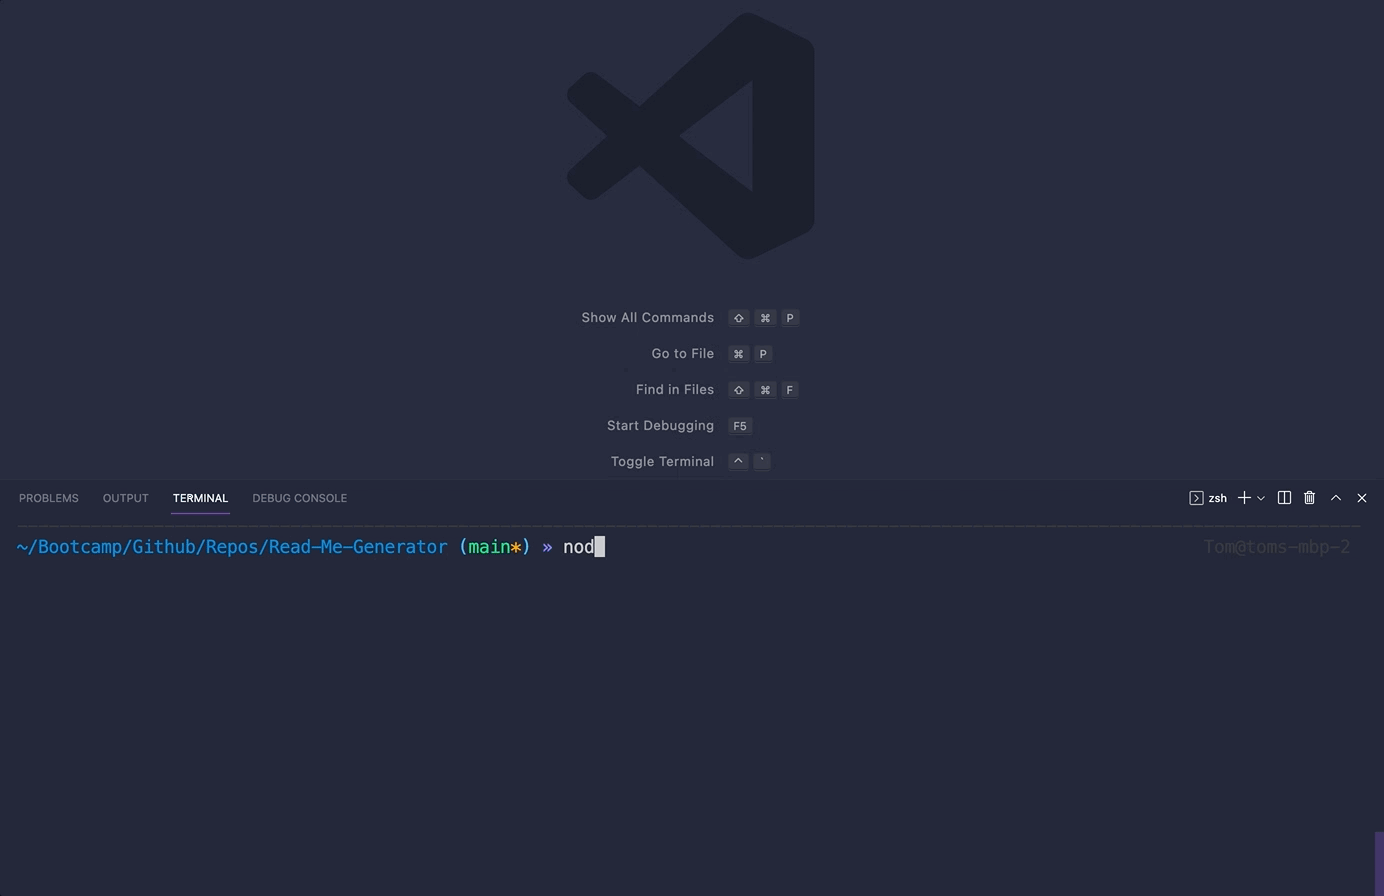 Show All Commands ⇧ ⌘ P
Go to File ⌘ P
Find in Files ⇧ ⌘ F
Start Debugging F5
Toggle Terminal ^ `
PROBLEMS OUTPUT TERMINAL DEBUG CONSOLE zsh
~/Bootcamp/Github/Repos/Read-Me-Generator (main*) » nod Tom@toms-mbp-2